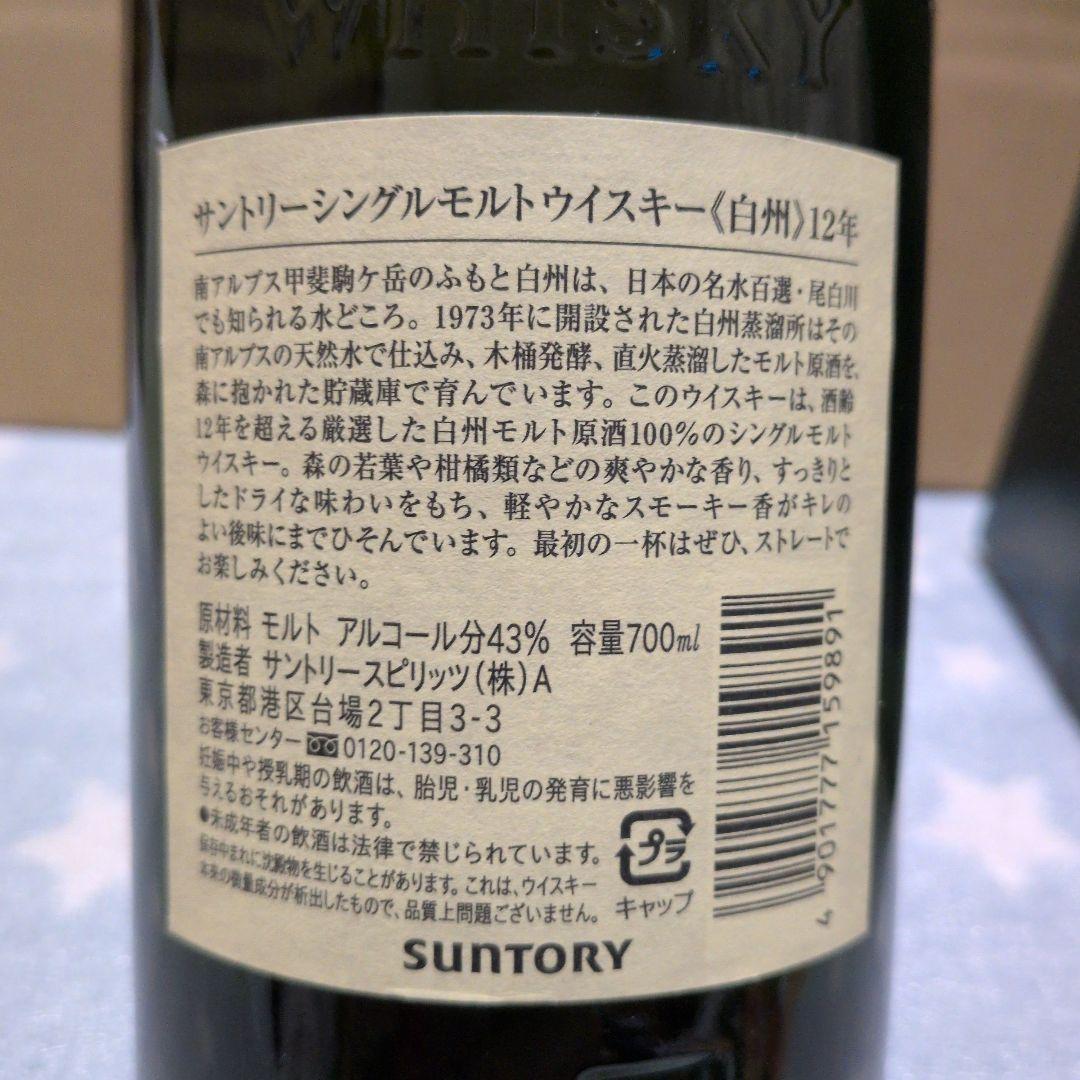 WHISKY
サントリーシングルモルトウイスキー《白州》12年
南アルプス甲斐駒ケ岳のふもと白州は、日本の名水百選・尾白川
でも知られる水どころ。1973年に開設された白州蒸溜所はその
南アルプスの天然水で仕込み、木桶発酵、直火蒸溜したモルト原酒を、
森に抱かれた貯蔵庫で育んでいます。このウイスキーは、酒齢
12年を超える厳選した白州モルト原酒100%のシングルモルト
ウイスキー。森の若葉や柑橘類などの爽やかな香り、すっきりと
したドライな味わいをもち、軽やかなスモーキー香がキレの
よい後味にまでひそんでいます。最初の一杯はぜひ、ストレートで
お楽しみください。
原材料 モルト アルコール分43% 容量700ml
製造者 サントリースピリッツ(株)A
東京都港区台場2丁目3-3
お客様センター 0120-139-310
妊娠中や授乳期の飲酒は、胎児・乳児の発育に悪影響を
与えるおそれがあります。
●未成年者の飲酒は法律で禁じられています。
保存中まれに沈澱物を生じることがあります。これは、ウイスキー
本来の微量成分が析出したもので、品質上問題ございません。
プラ
キャップ
4 901777 159891
SUNTORY